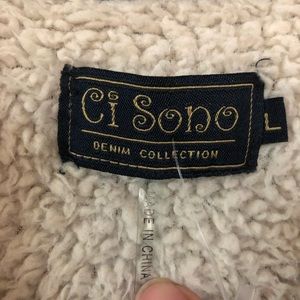 Ci Sono
DENIM COLLECTION
L
MADE IN CHINA